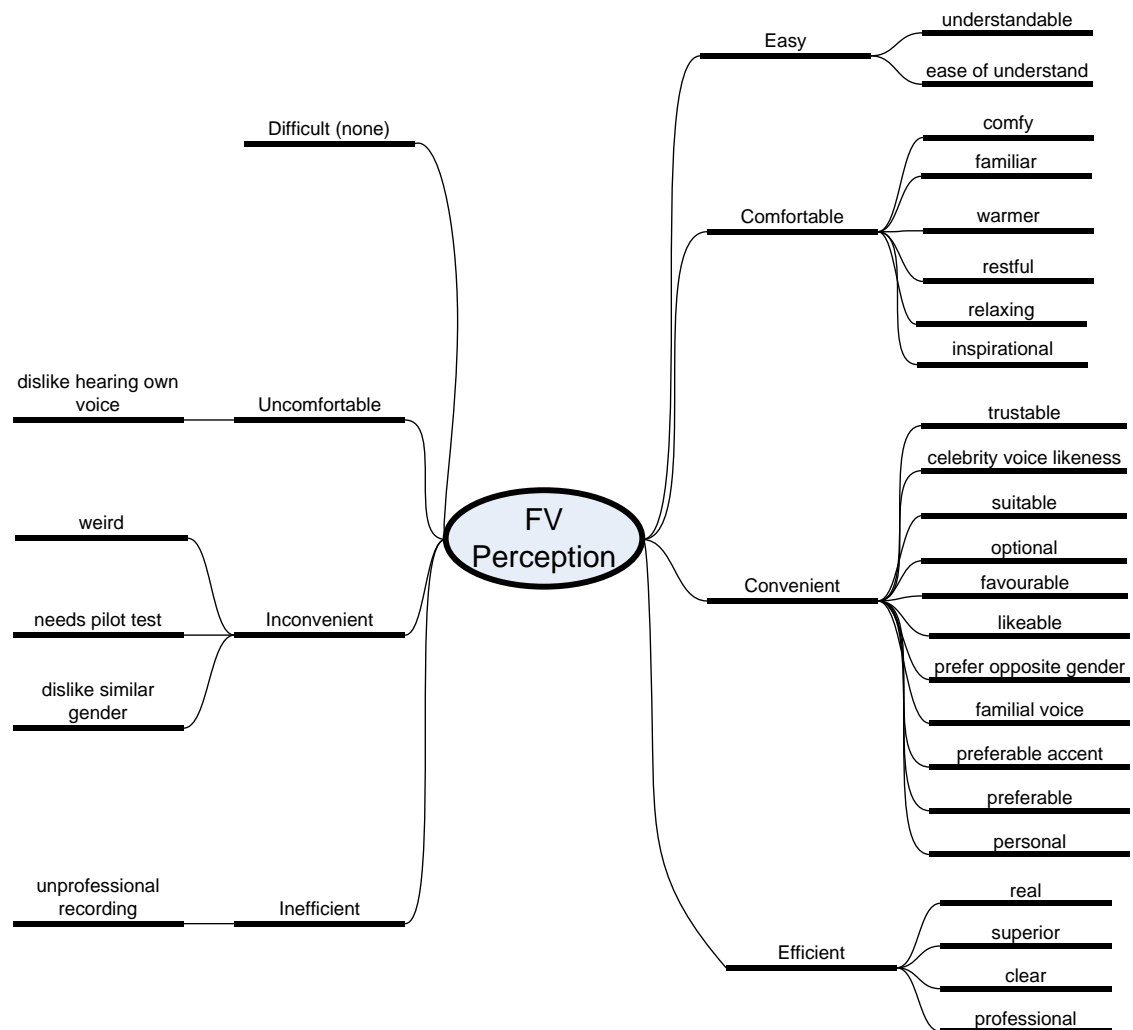 FV
Perception
Difficult (none)
Uncomfortable
dislike hearing own
voice
Inconvenient
weird
needs pilot test
dislike similar
gender
Inefficient
unprofessional
recording
Easy
understandable
ease of understand
Comfortable
comfy
familiar
warmer
restful
relaxing
inspirational
Convenient
trustable
celebrity voice likeness
suitable
optional
favourable
likeable
prefer opposite gender
familial voice
preferable accent
preferable
personal
Efficient
real
superior
clear
professional